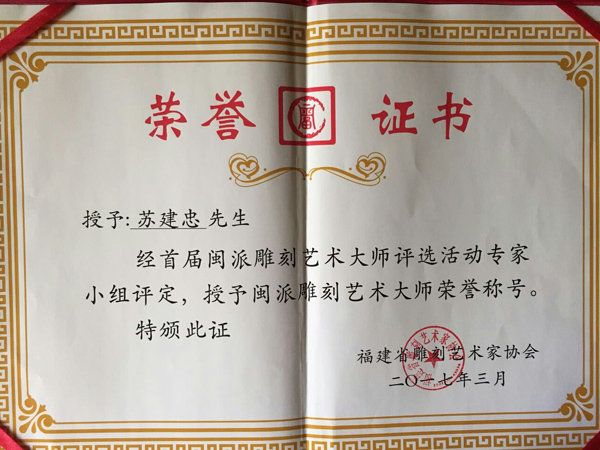 荣誉 證书
授予:苏建忠 先生
经首届闽派雕刻艺术大师评选活动专家
小组评定，授予闽派雕刻艺术大师荣誉称号。
特颁此证
福建省雕刻艺术家协会
二〇一七年三月